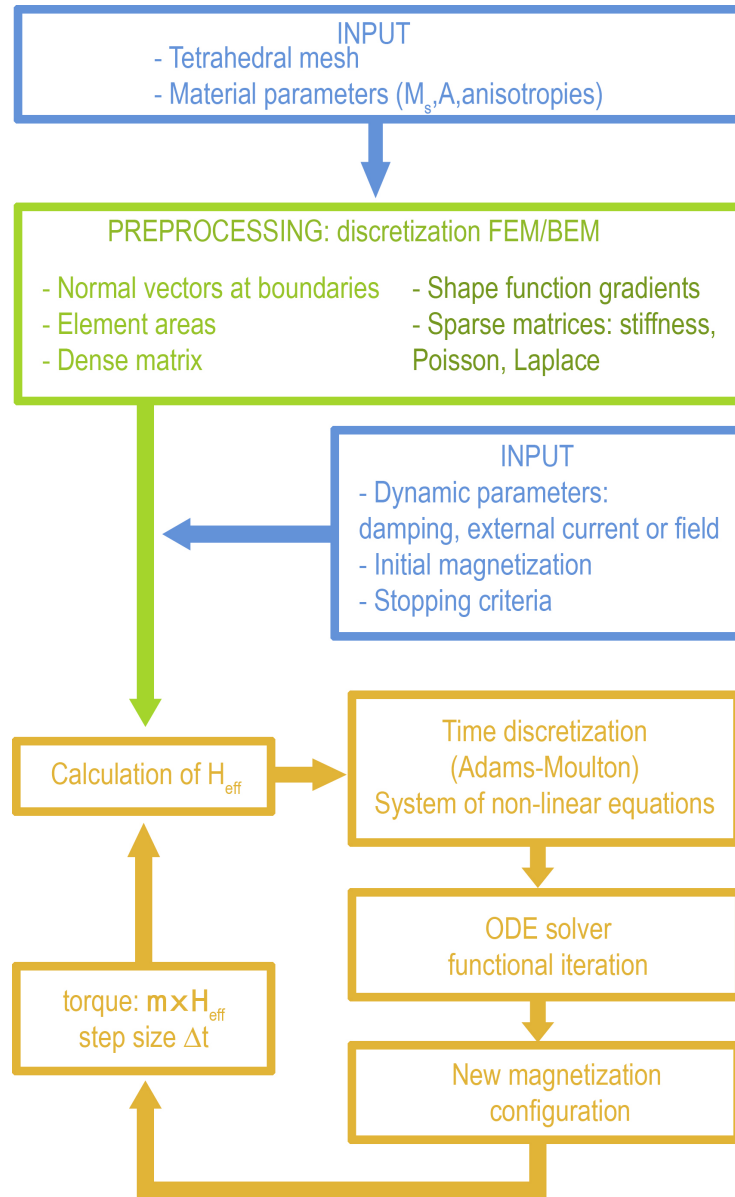 INPUT
- Tetrahedral mesh
- Material parameters (Ms,A,anisotropies)
PREPROCESSING: discretization FEM/BEM
- Normal vectors at boundaries
- Element areas
- Dense matrix
- Shape function gradients
- Sparse matrices: stiffness,
Poisson, Laplace
INPUT
- Dynamic parameters:
damping, external current or field
- Initial magnetization
- Stopping criteria
Calculation of Heff
Time discretization
(Adams-Moulton)
System of non-linear equations
ODE solver
functional iteration
torque: m×Heff
step size Δt
New magnetization
configuration